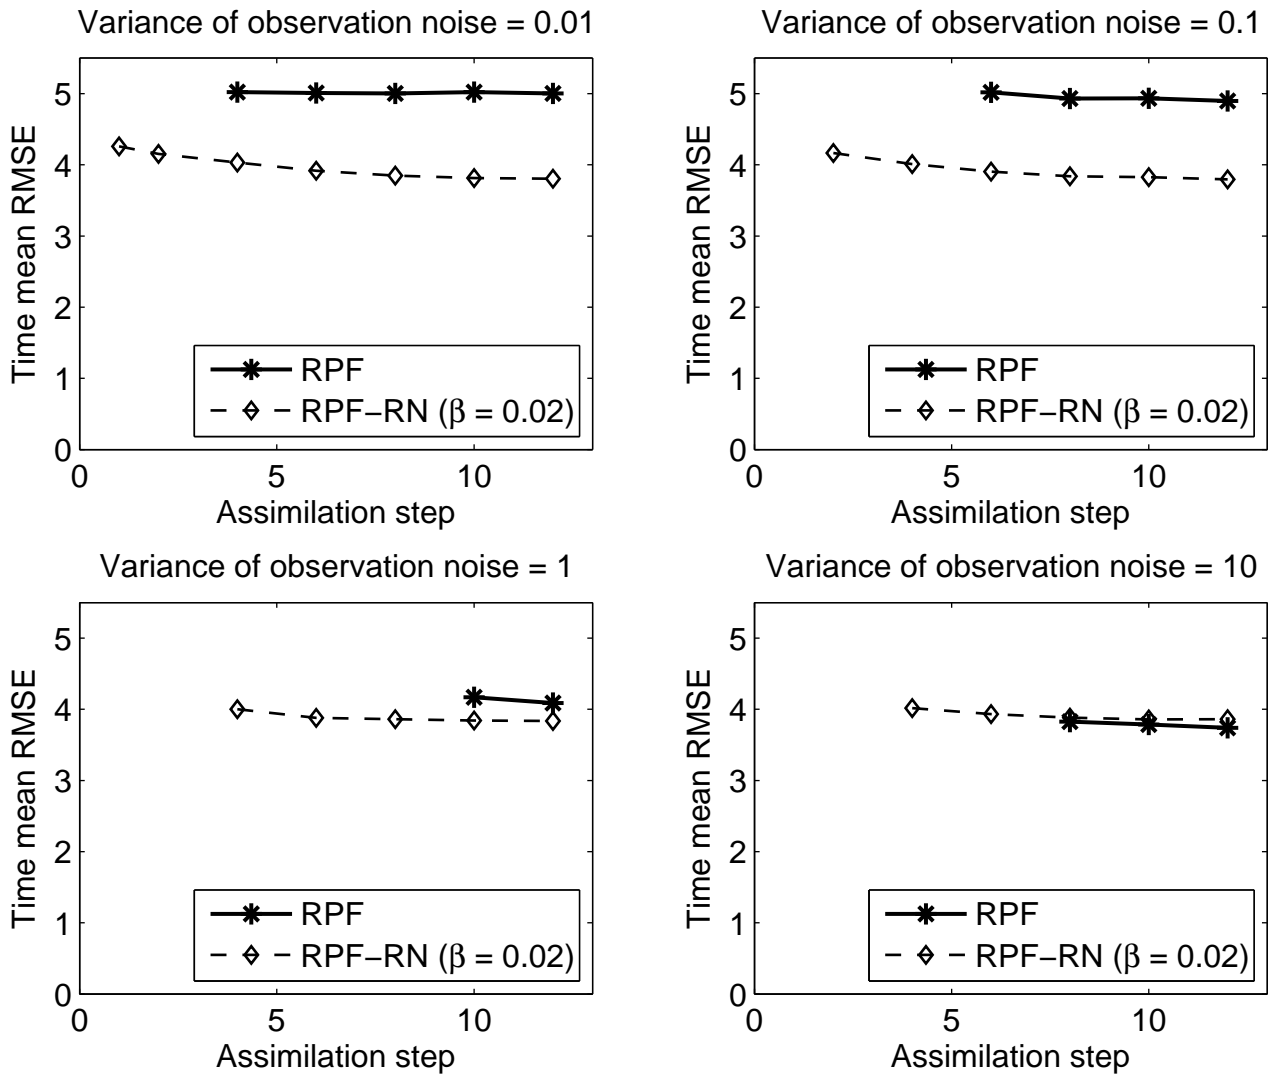 Variance of observation noise = 0.01
5
4
3
2
1
0
Time mean RMSE
RPF
RPF−RN (β = 0.02)
0 5 10
Assimilation step
Variance of observation noise = 0.1
5
4
3
2
1
0
Time mean RMSE
RPF
RPF−RN (β = 0.02)
0 5 10
Assimilation step
Variance of observation noise = 1
5
4
3
2
1
0
Time mean RMSE
RPF
RPF−RN (β = 0.02)
0 5 10
Assimilation step
Variance of observation noise = 10
5
4
3
2
1
0
Time mean RMSE
RPF
RPF−RN (β = 0.02)
0 5 10
Assimilation step